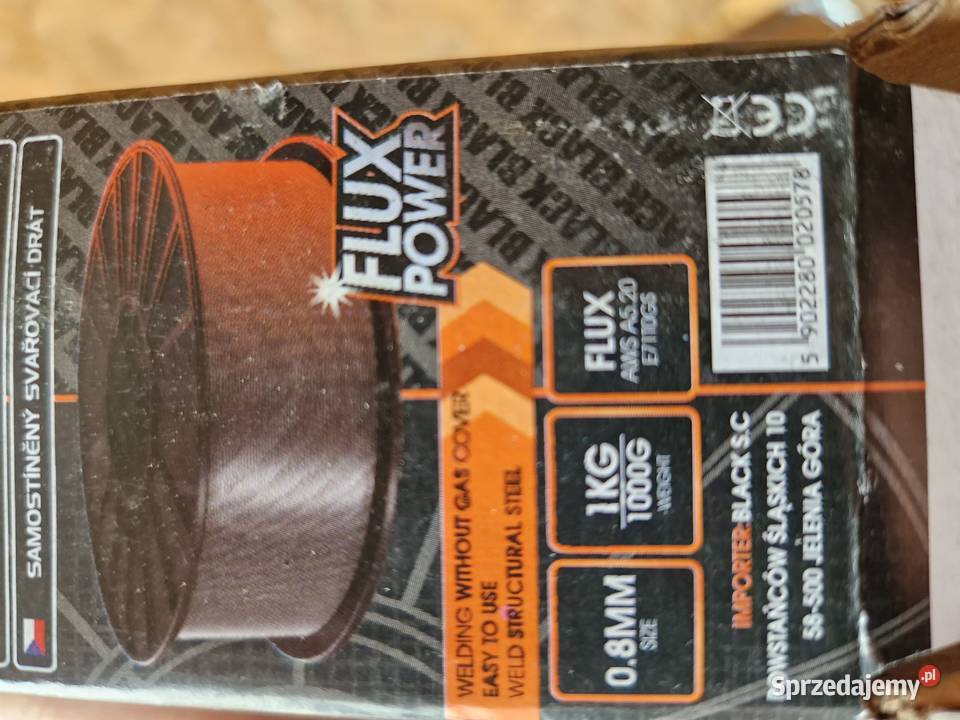 SAMOSTÍNĚNÝ SVAŘOVACÍ DRÁT
FLUX
POWER
WELDING WITHOUT GAS COVER
EASY TO USE
WELD STRUCTURAL STEEL
0.8MM
SIZE
1KG
1000G
WEIGHT
FLUX
AWS A5.20
E71T0GS
IMPORTER:BLACK S.C
POWSTAŃCÓW ŚLĄSKICH 10
58-500 JELENIA GÓRA
5 902280 020578
BLACK BLACK
Sprzedajemy.pl